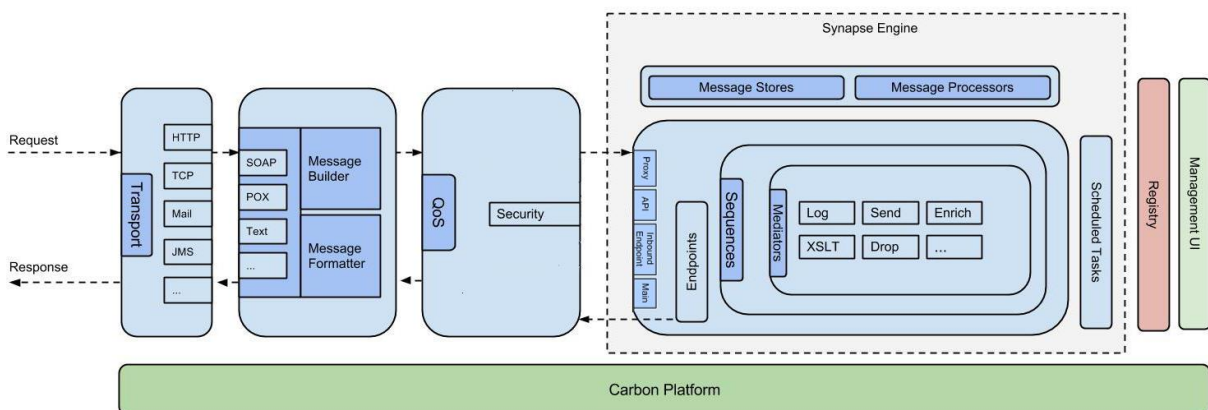 Synapse Engine
Message Stores
Message Processors
Request
Response
Transport
HTTP
TCP
Mail
JMS
...
SOAP
POX
Text
...
Message
Builder
Message
Formatter
QoS
Security
Proxy
API
Inbound
Endpoint
Main
Endpoints
Sequences
Mediators
Log
Send
Enrich
XSLT
Drop
...
Scheduled Tasks
Registry
Management UI
Carbon Platform